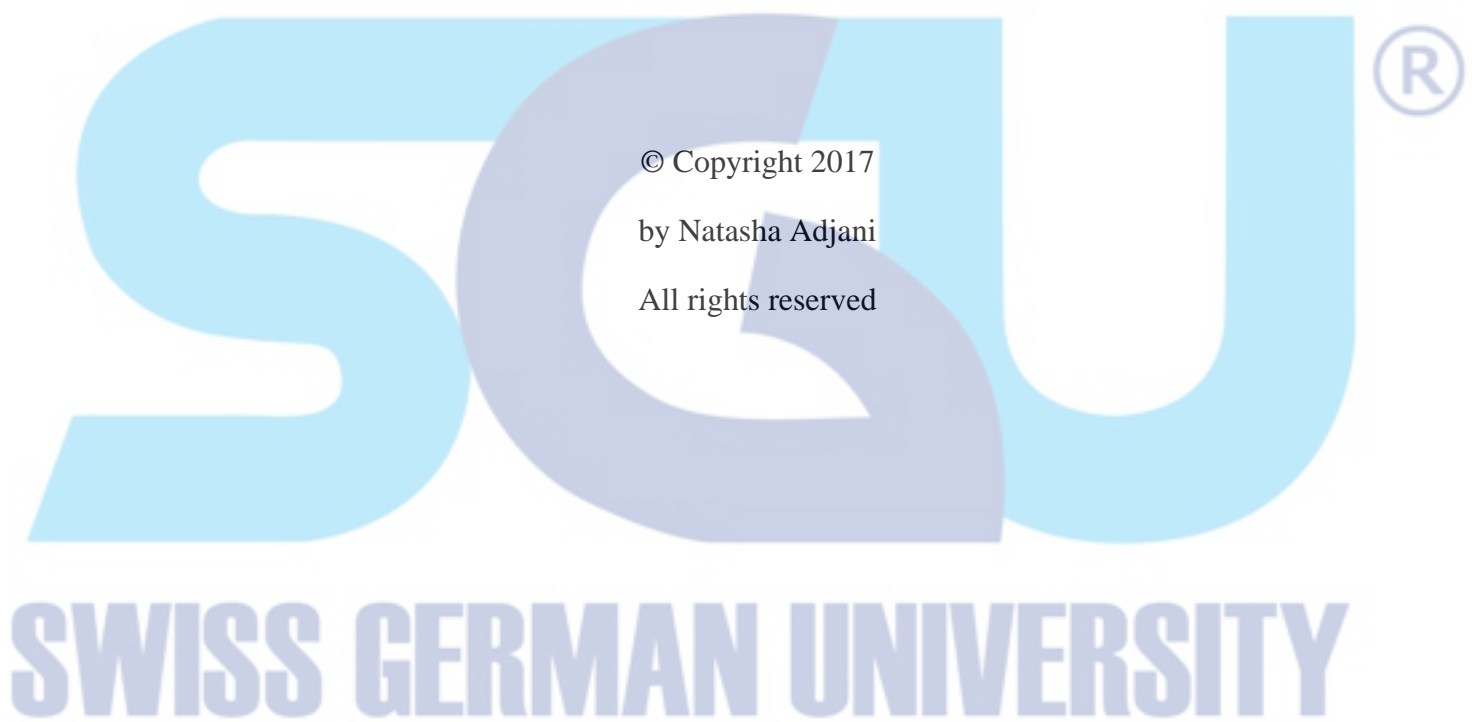 SGU ®
© Copyright 2017
by Natasha Adjani
All rights reserved
SWISS GERMAN UNIVERSITY